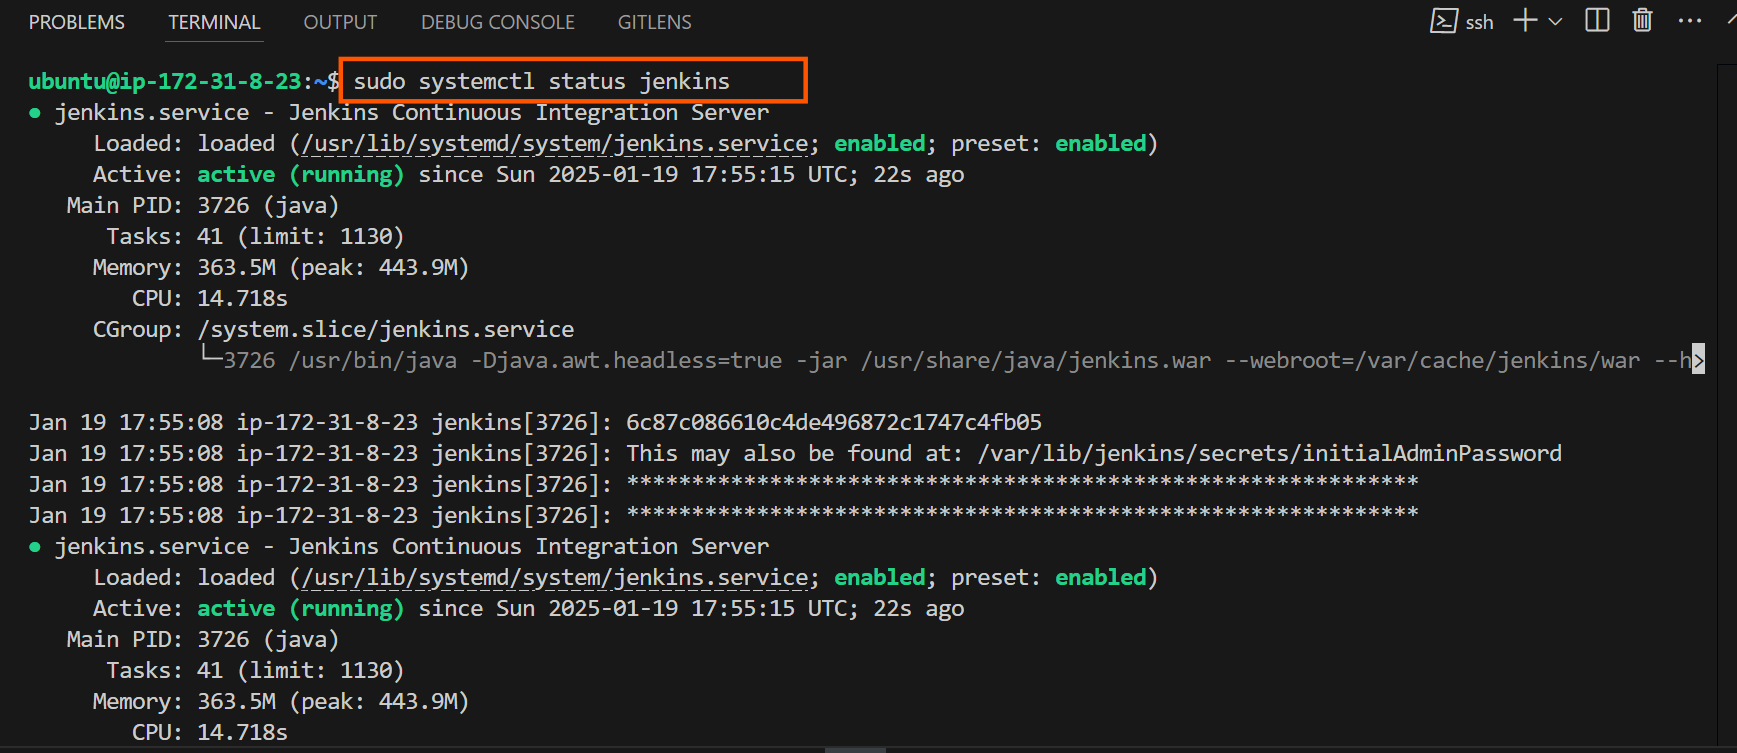 PROBLEMS TERMINAL OUTPUT DEBUG CONSOLE GITLENS ssh
ubuntu@ip-172-31-8-23:~$ sudo systemctl status jenkins
● jenkins.service - Jenkins Continuous Integration Server
Loaded: loaded (/usr/lib/systemd/system/jenkins.service; enabled; preset: enabled)
Active: active (running) since Sun 2025-01-19 17:55:15 UTC; 22s ago
Main PID: 3726 (java)
Tasks: 41 (limit: 1130)
Memory: 363.5M (peak: 443.9M)
CPU: 14.718s
CGroup: /system.slice/jenkins.service
└─3726 /usr/bin/java -Djava.awt.headless=true -jar /usr/share/java/jenkins.war --webroot=/var/cache/jenkins/war --h>
Jan 19 17:55:08 ip-172-31-8-23 jenkins[3726]: 6c87c086610c4de496872c1747c4fb05
Jan 19 17:55:08 ip-172-31-8-23 jenkins[3726]: This may also be found at: /var/lib/jenkins/secrets/initialAdminPassword
Jan 19 17:55:08 ip-172-31-8-23 jenkins[3726]: *************************************************************
Jan 19 17:55:08 ip-172-31-8-23 jenkins[3726]: *************************************************************
● jenkins.service - Jenkins Continuous Integration Server
Loaded: loaded (/usr/lib/systemd/system/jenkins.service; enabled; preset: enabled)
Active: active (running) since Sun 2025-01-19 17:55:15 UTC; 22s ago
Main PID: 3726 (java)
Tasks: 41 (limit: 1130)
Memory: 363.5M (peak: 443.9M)
CPU: 14.718s